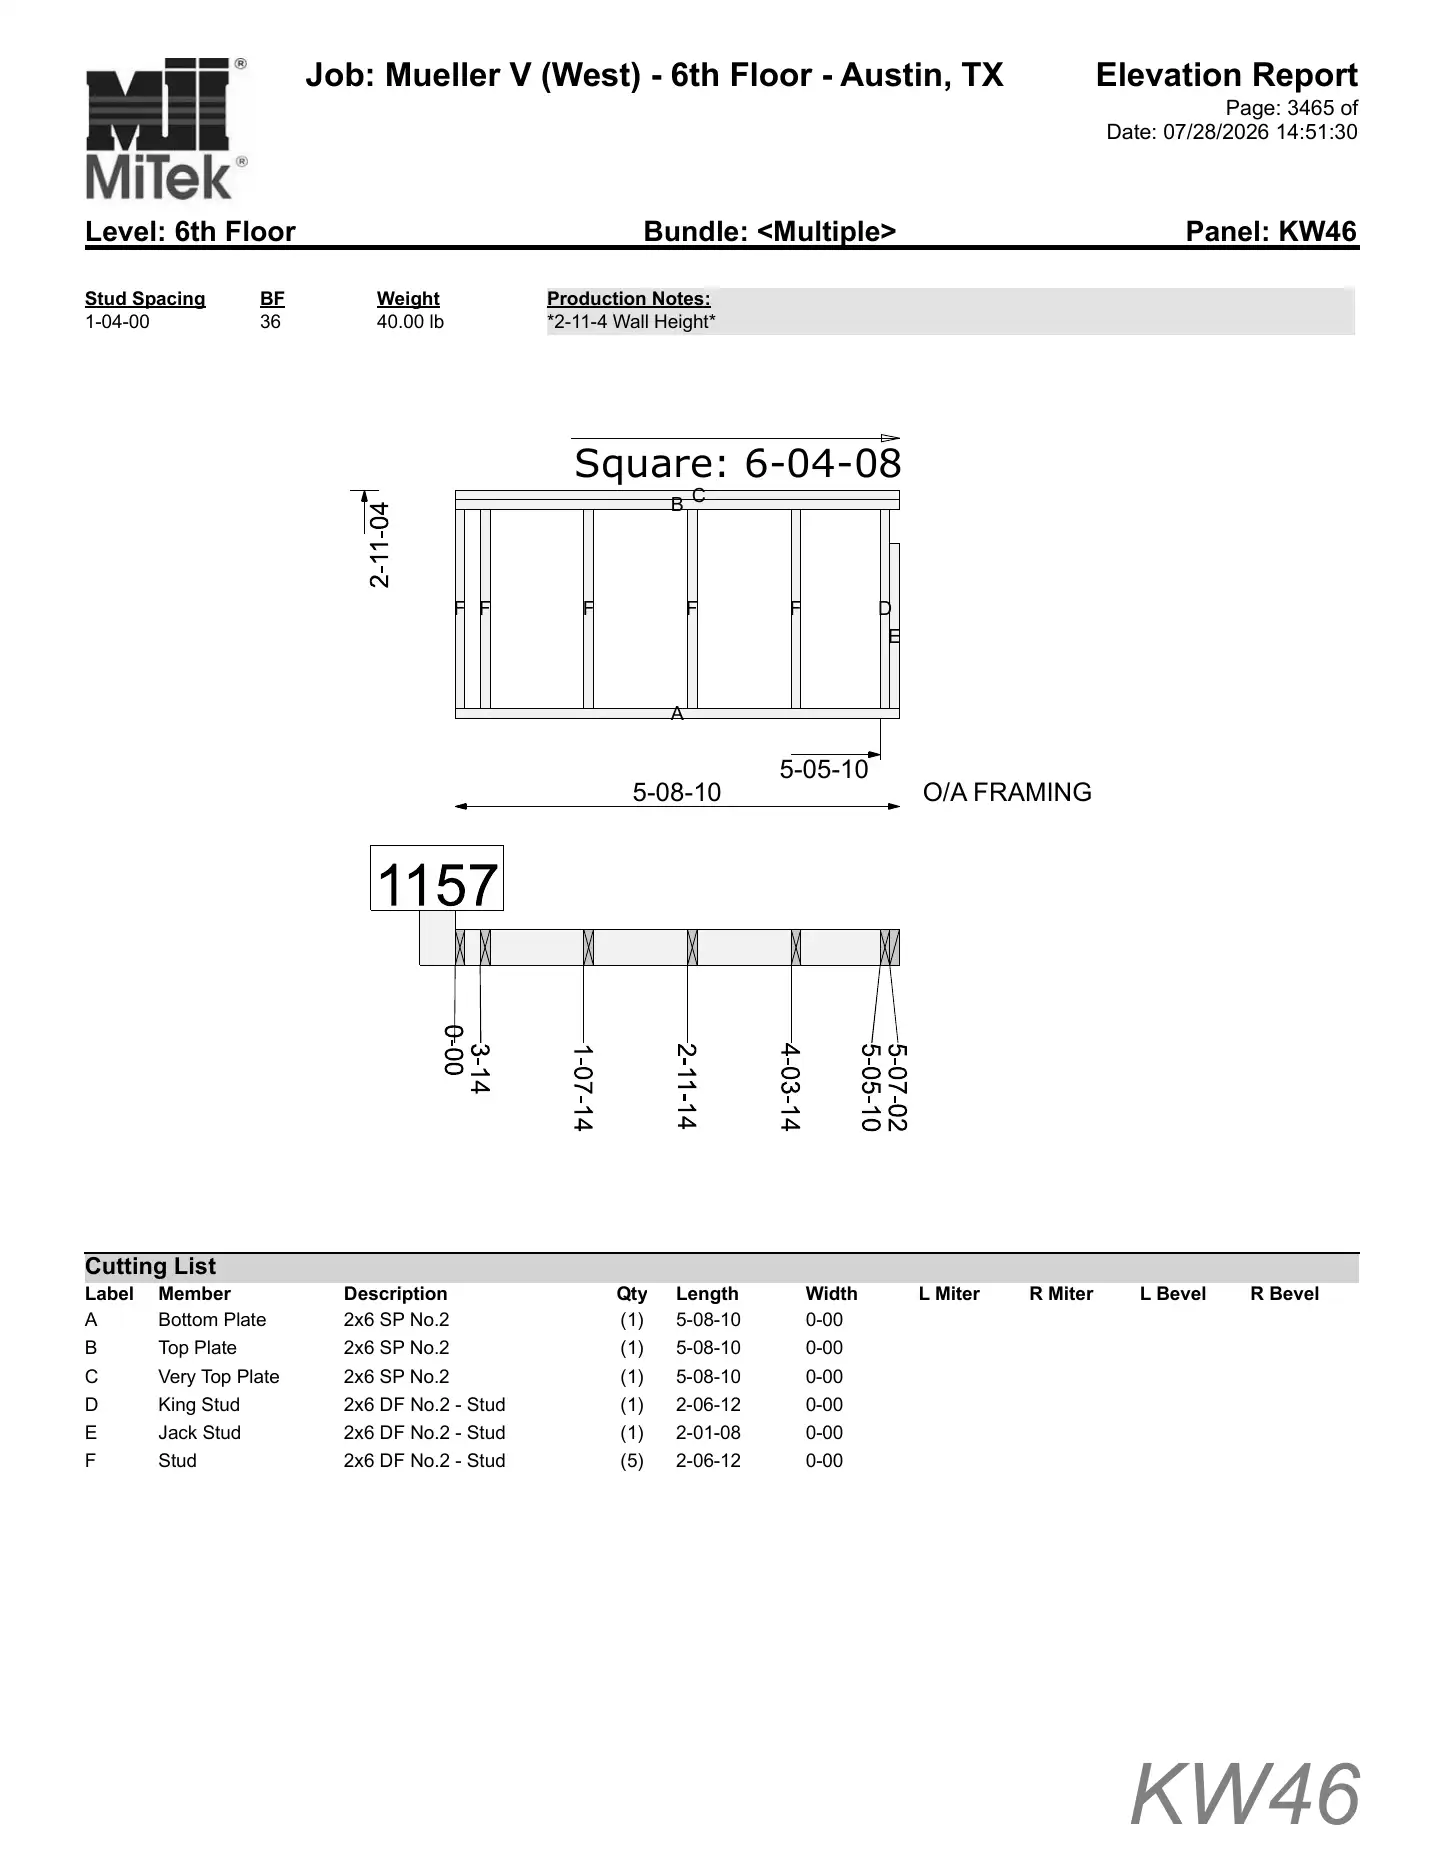 Job: Mueller V (West) - 6th Floor - Austin, TX
Elevation Report
Page: 3465 of
Date: 07/28/2026 14:51:30
MiTek®
Level: 6th Floor Bundle: <Multiple> Panel: KW46
Stud Spacing BF Weight Production Notes:
1-04-00 36 40.00 lb *2-11-4 Wall Height*
Square: 6-04-08
C
B
2-11-04
F F F F F D
E
A
5-05-10
5-08-10 O/A FRAMING
1157
0-00
3-14
1-07-14
2-11-14
4-03-14
5-05-10
5-07-02
Cutting List
Label Member Description Qty Length Width L Miter R Miter L Bevel R Bevel
A Bottom Plate 2x6 SP No.2 (1) 5-08-10 0-00
B Top Plate 2x6 SP No.2 (1) 5-08-10 0-00
C Very Top Plate 2x6 SP No.2 (1) 5-08-10 0-00
D King Stud 2x6 DF No.2 - Stud (1) 2-06-12 0-00
E Jack Stud 2x6 DF No.2 - Stud (1) 2-01-08 0-00
F Stud 2x6 DF No.2 - Stud (5) 2-06-12 0-00
KW46